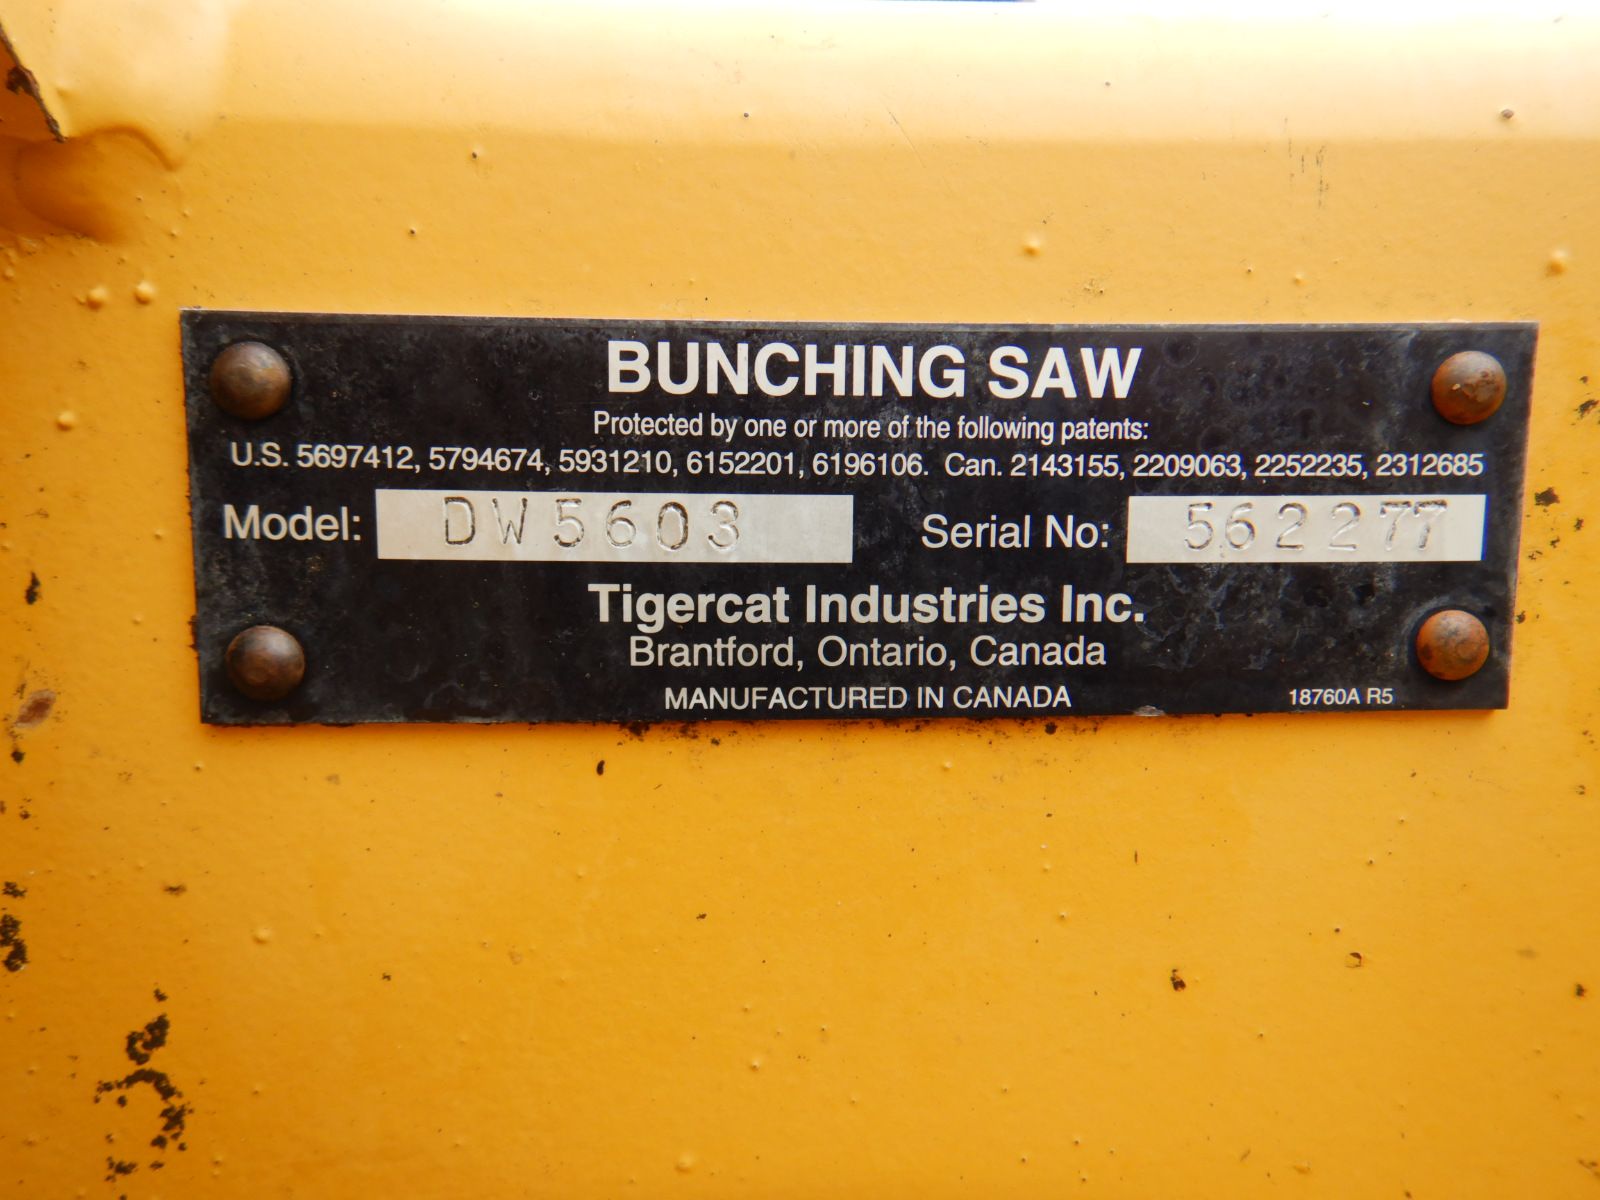 BUNCHING SAW
Protected by one or more of the following patents:
U.S. 5697412, 5794674, 5931210, 6152201, 6196106. Can. 2143155, 2209063, 2252235, 2312685
Model: DW5603 Serial No: 562277
Tigercat Industries Inc.
Brantford, Ontario, Canada
MANUFACTURED IN CANADA 18760A R5